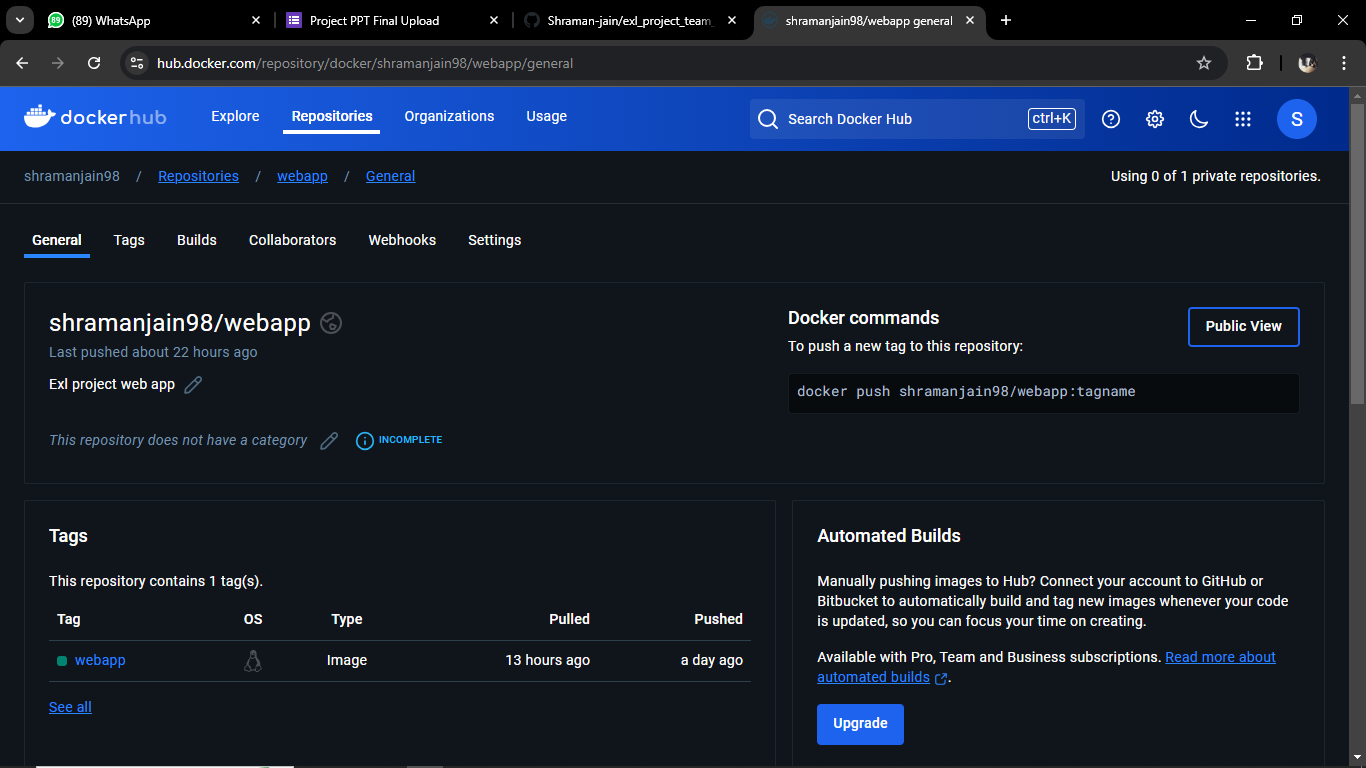 (89) WhatsApp
Project PPT Final Upload
Shraman-jain/exl_project_team_
shramanjain98/webapp general
hub.docker.com/repository/docker/shramanjain98/webapp/general
dockerhub
Explore
Repositories
Organizations
Usage
Search Docker Hub
ctrl+K
S
shramanjain98 / Repositories / webapp / General
Using 0 of 1 private repositories.
General
Tags
Builds
Collaborators
Webhooks
Settings
shramanjain98/webapp
Last pushed about 22 hours ago
Exl project web app
This repository does not have a category
INCOMPLETE
Docker commands
Public View
To push a new tag to this repository:
docker push shramanjain98/webapp:tagname
Tags
This repository contains 1 tag(s).
Tag OS Type Pulled Pushed
webapp Image 13 hours ago a day ago
See all
Automated Builds
Manually pushing images to Hub? Connect your account to GitHub or
Bitbucket to automatically build and tag new images whenever your code
is updated, so you can focus your time on creating.
Available with Pro, Team and Business subscriptions. Read more about
automated builds .
Upgrade